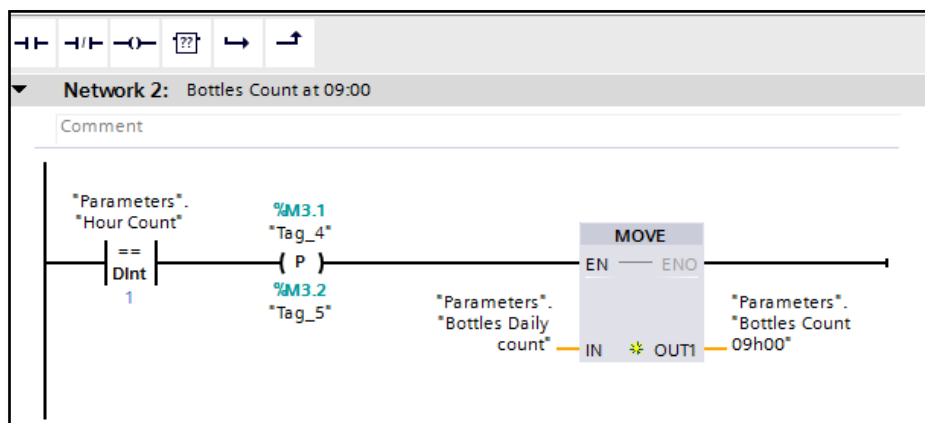 ??
Network 2: Bottles Count at 09:00
Comment
"Parameters".
"Hour Count"
==
DInt
1
%M3.1
"Tag_4"
( P )
%M3.2
"Tag_5"
MOVE
EN ENO
"Parameters".
"Bottles Daily
count"
IN OUT1
"Parameters".
"Bottles Count
09h00"